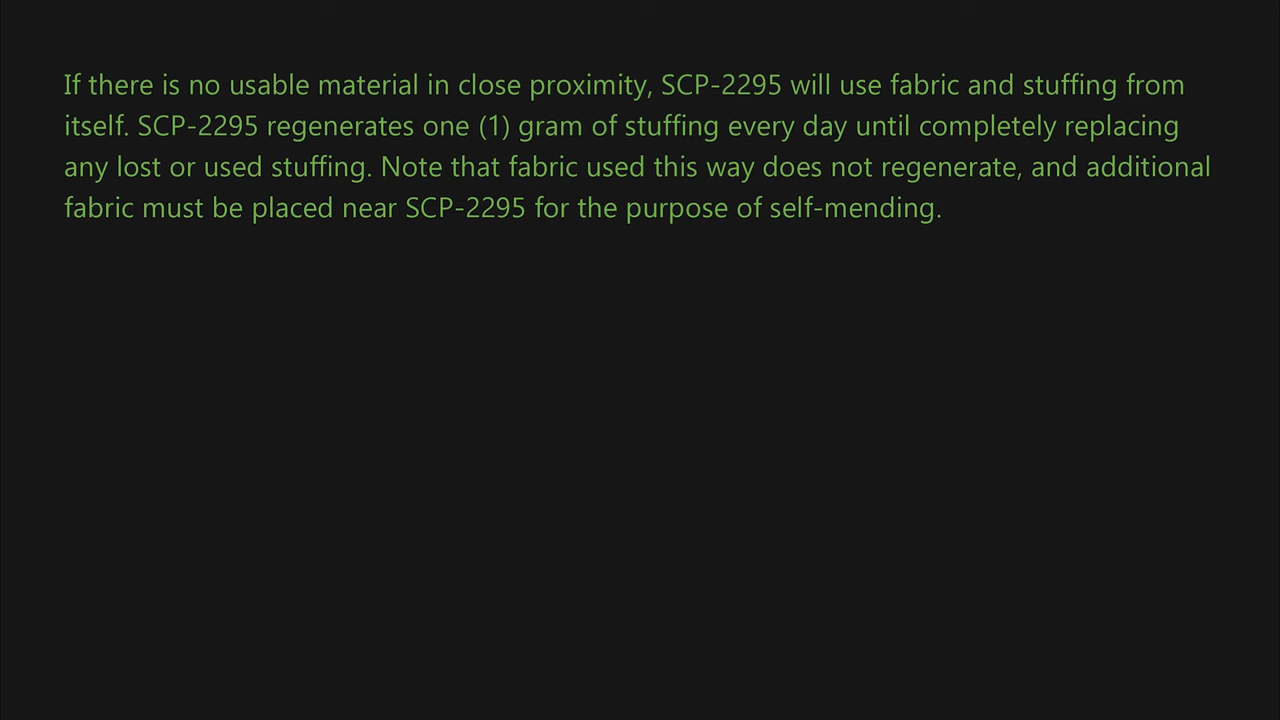 If there is no usable material in close proximity, SCP-2295 will use fabric and stuffing from
itself. SCP-2295 regenerates one (1) gram of stuffing every day until completely replacing
any lost or used stuffing. Note that fabric used this way does not regenerate, and additional
fabric must be placed near SCP-2295 for the purpose of self-mending.